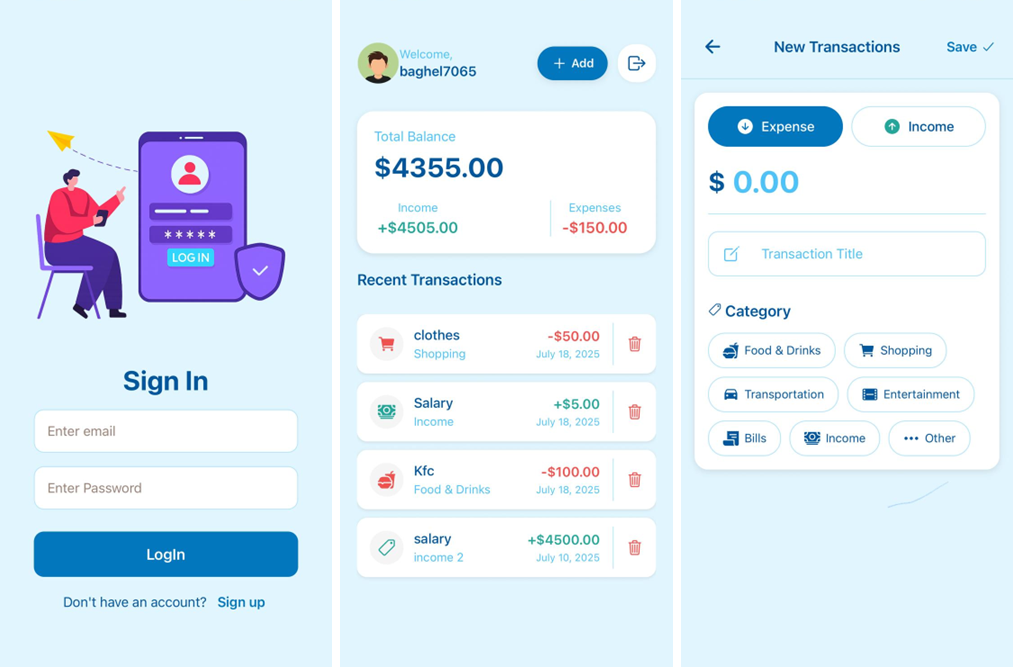 * * * * *
LOG IN
Sign In
Enter email
Enter Password
LogIn
Don't have an account? Sign up
Welcome,
baghel7065
+ Add
Total Balance
$4355.00
Income Expenses
+$4505.00 -$150.00
Recent Transactions
clothes -$50.00
Shopping July 18, 2025
Salary +$5.00
Income July 18, 2025
Kfc -$100.00
Food & Drinks July 18, 2025
salary +$4500.00
income 2 July 10, 2025
New Transactions Save
Expense Income
$ 0.00
Transaction Title
Category
Food & Drinks Shopping
Transportation Entertainment
Bills Income Other